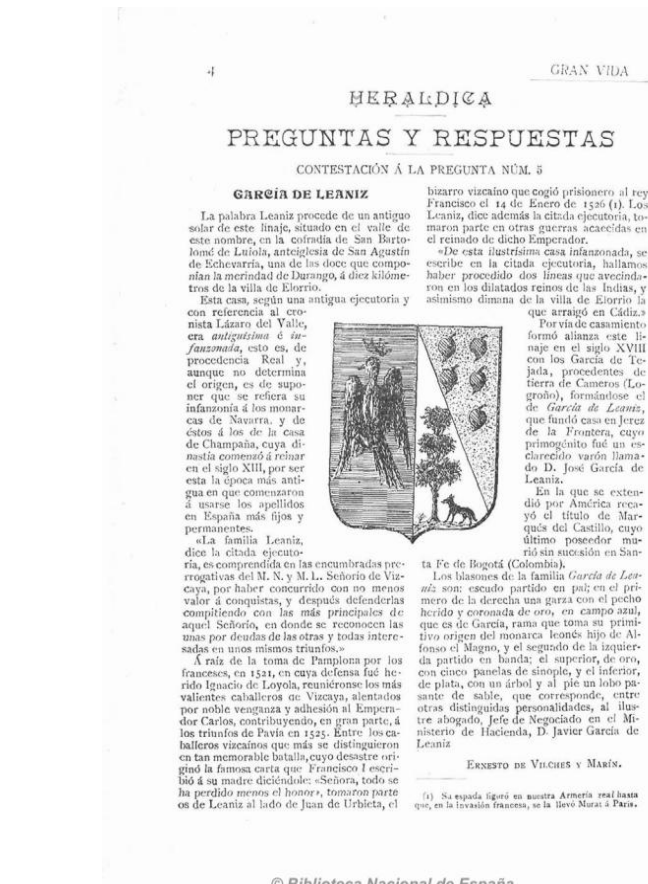 4
GRAN VIDA
HERALDICA
PREGUNTAS Y RESPUESTAS
CONTESTACIÓN Á LA PREGUNTA NÚM. 5
GARCÍA DE LEANIZ
La palabra Leaniz procede de un antiguo
solar de este linaje, situado en el valle de
este nombre, en la cofradía de San Barto-
lomé de Luiola, anteiglesia de San Agustín
de Echevarría, una de las doce que compo-
nían la merindad de Durango, á diez kilóme-
tros de la villa de Elorrio.
Esta casa, según una antigua ejecutoria y
con referencia al cro-
nista Lázaro del Valle,
era antiguísima é in-
fanzonada, esto es, de
procedencia Real y,
aunque no determina
el origen, es de supo-
ner que se refiera su
infanzonía á los monar-
cas de Navarra, y de
éstos á los de la casa
de Champaña, cuya di-
nastía comenzó á reinar
en el siglo XIII, por ser
esta la época más anti-
gua en que comenzaron
á usarse los apellidos
en España más fijos y
permanentes.
«La familia Leaniz,
dice la citada ejecuto-
ría, es comprendida en las encumbradas pre-
rrogativas del M. N. y M. L. Señorío de Viz-
caya, por haber concurrido con no menos
valor á conquistas, y después defenderlas
compitiendo con las más principales de
aquel Señorío, en donde se reconocen las
unas por deudas de las otras y todas intere-
sadas en unos mismos triunfos.»
Á raíz de la toma de Pamplona por los
franceses, en 1521, en cuya defensa fué he-
rido Ignacio de Loyola, reuniéronse los más
valientes caballeros de Vizcaya, alentados
por noble venganza y adhesión al Empera-
dor Carlos, contribuyendo, en gran parte, á
los triunfos de Pavía en 1525. Entre los ca-
balleros vizcaínos que más se distinguieron
en tan memorable batalla, cuyo desastre ori-
ginó la famosa carta que Francisco I escri-
bió á su madre diciéndole: «Señora, todo se
ha perdido menos el honor», tomaron parte
os de Leaniz al lado de Juan de Urbieta, el
bizarro vizcaíno que cogió prisionero al rey
Francisco el 14 de Enero de 1526 (1). Los
Leaniz, dice además la citada ejecutoria, to-
maron parte en otras guerras acaecidas en
el reinado de dicho Emperador.
«De esta ilustrísima casa infanzonada, se
escribe en la citada ejecutoria, hallamos
haber procedido dos líneas que avecinda-
ron en los dilatados reinos de las Indias, y
asimismo dimana de la villa de Elorrio la
que arraigó en Cádiz.»
Por vía de casamiento
formó alianza este li-
naje en el siglo XVIII
con los García de Te-
jada, procedentes de
tierra de Cameros (Lo-
groño), formándose el
de García de Leaniz,
que fundó casa en Jerez
de la Frontera, cuyo
primogénito fué un es-
clarecido varón llama-
do D. José García de
Leaniz.
En la que se exten-
dió por América reca-
yó el título de Mar-
qués del Castillo, cuyo
último poseedor mu-
rió sin sucesión en San-
ta Fe de Bogotá (Colombia).
Los blasones de la familia García de Lea-
niz son: escudo partido en pal; en el pri-
mero de la derecha una garza con el pecho
herido y coronada de oro, en campo azul,
que es de García, rama que toma su primi-
tivo origen del monarca leonés hijo de Al-
fonso el Magno, y el segundo de la izquier-
da partido en banda; el superior, de oro,
con cinco panelas de sinople, y el inferior,
de plata, con un árbol y al pie un lobo pa-
sante de sable, que corresponde, entre
otras distinguidas personalidades, al ilus-
tre abogado, Jefe de Negociado en el Mi-
nisterio de Hacienda, D. Javier García de
Leaniz
ERNESTO DE VILCHES Y MARÍN.
(1) Su espada figuró en nuestra Armería real hasta
que, en la invasión francesa, se la llevó Murat á París.
© Biblioteca Nacional de España